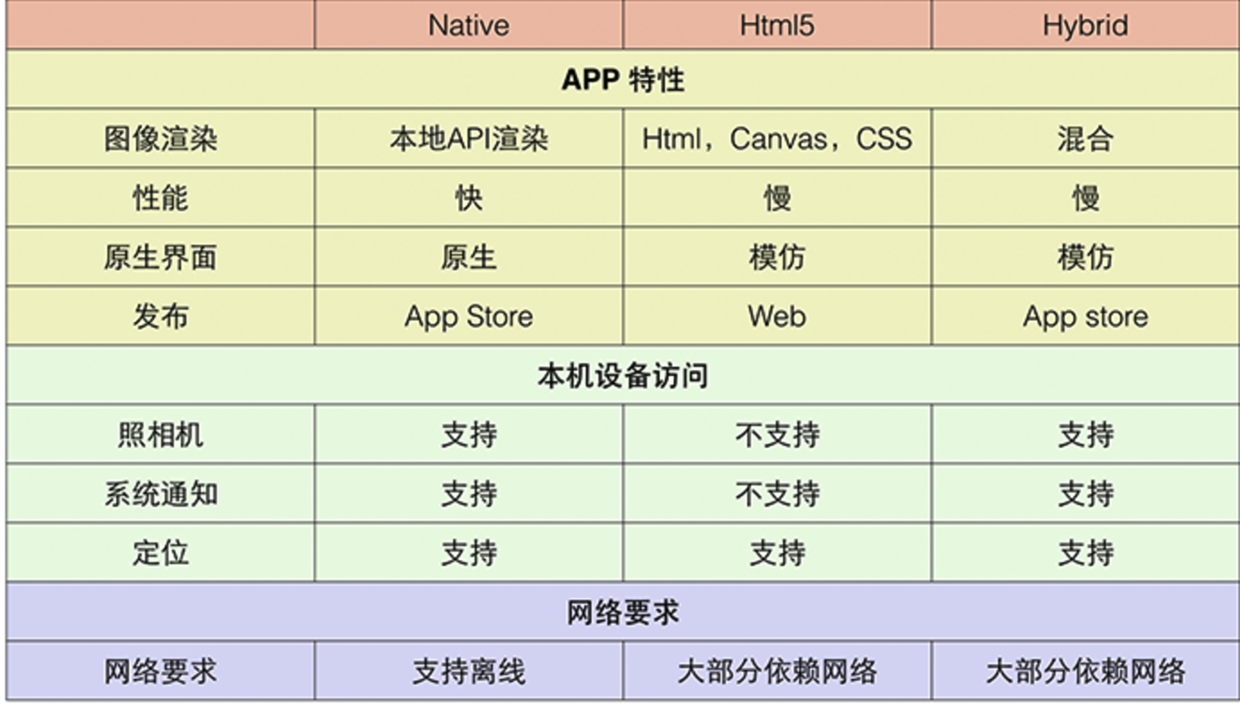 Native Html5 Hybrid
APP 特性
图像渲染 本地API渲染 Html，Canvas，CSS 混合
性能 快 慢 慢
原生界面 原生 模仿 模仿
发布 App Store Web App store
本机设备访问
照相机 支持 不支持 支持
系统通知 支持 不支持 支持
定位 支持 支持 支持
网络要求
网络要求 支持离线 大部分依赖网络 大部分依赖网络